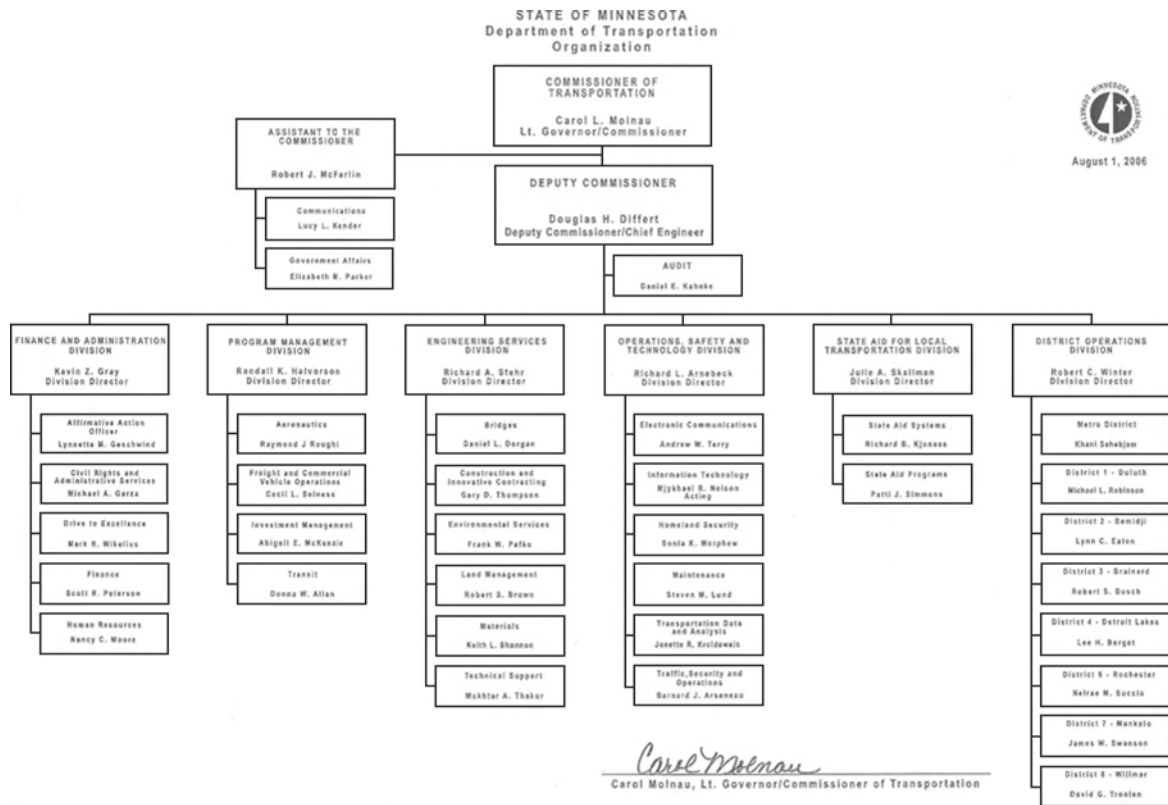 STATE OF MINNESOTA
Department of Transportation
Organization
COMMISSIONER OF
TRANSPORTATION
Carol L. Molnau
Lt. Governor/Commissioner
MINNESOTA
DEPARTMENT OF TRANSPORTATION
August 1, 2006
ASSISTANT TO THE
COMMISSIONER
Robert J. McFarlin
Communications
Lucy L. Kender
Government Affairs
Elizabeth M. Parker
DEPUTY COMMISSIONER
Douglas H. Differt
Deputy Commissioner/Chief Engineer
AUDIT
Daniel E. Kahnke
FINANCE AND ADMINISTRATION
DIVISION
Kevin Z. Gray
Division Director
Affirmative Action
Officer
Lynnette M. Geschwind
Civil Rights and
Administrative Services
Michael A. Garza
Drive to Excellence
Mark R. Wikelius
Finance
Scott R. Peterson
Human Resources
Nancy C. Moore
PROGRAM MANAGEMENT
DIVISION
Randall K. Halvorson
Division Director
Aeronautics
Raymond J Rought
Freight and Commercial
Vehicle Operations
Cecil L. Selness
Investment Management
Abigail E. McKenzie
Transit
Donna W. Allan
ENGINEERING SERVICES
DIVISION
Richard A. Stehr
Division Director
Bridges
Daniel L. Dorgan
Construction and
Innovative Contracting
Gary D. Thompson
Environmental Services
Frank W. Pafko
Land Management
Robert S. Brown
Materials
Keith L. Shannon
Technical Support
Mukhtar A. Thakur
OPERATIONS, SAFETY AND
TECHNOLOGY DIVISION
Richard L. Arnebeck
Division Director
Electronic Communications
Andrew W. Terry
Information Technology
R. Nelson
Acting
Homeland Security
Sonia K. Morphew
Maintenance
Steven M. Lund
Transportation Data
and Analysis
Jonette R.
Traffic, Security and
Operations
Bernard J. Arseneau
STATE AID FOR LOCAL
TRANSPORTATION DIVISION
Julie A. Skallman
Division Director
State Aid Systems
Richard B. Kjonaas
State Aid Programs
Patti J. Simmons
DISTRICT OPERATIONS
DIVISION
Robert C. Winter
Division Director
Metro District
Khani Sahebjam
District 1 - Duluth
Michael L. Robinson
District 2 - Bemidji
Lynn C. Eaton
District 3 - Brainerd
Robert S. Busch
District 4 - Detroit Lakes
Lee H. Berget
District 6 - Rochester
Nelrae M. Succio
District 7 - Mankato
James W. Swanson
District 8 - Willmar
David G. Trooien
Carol Molnau
Carol Molnau, Lt. Governor/Commissioner of Transportation